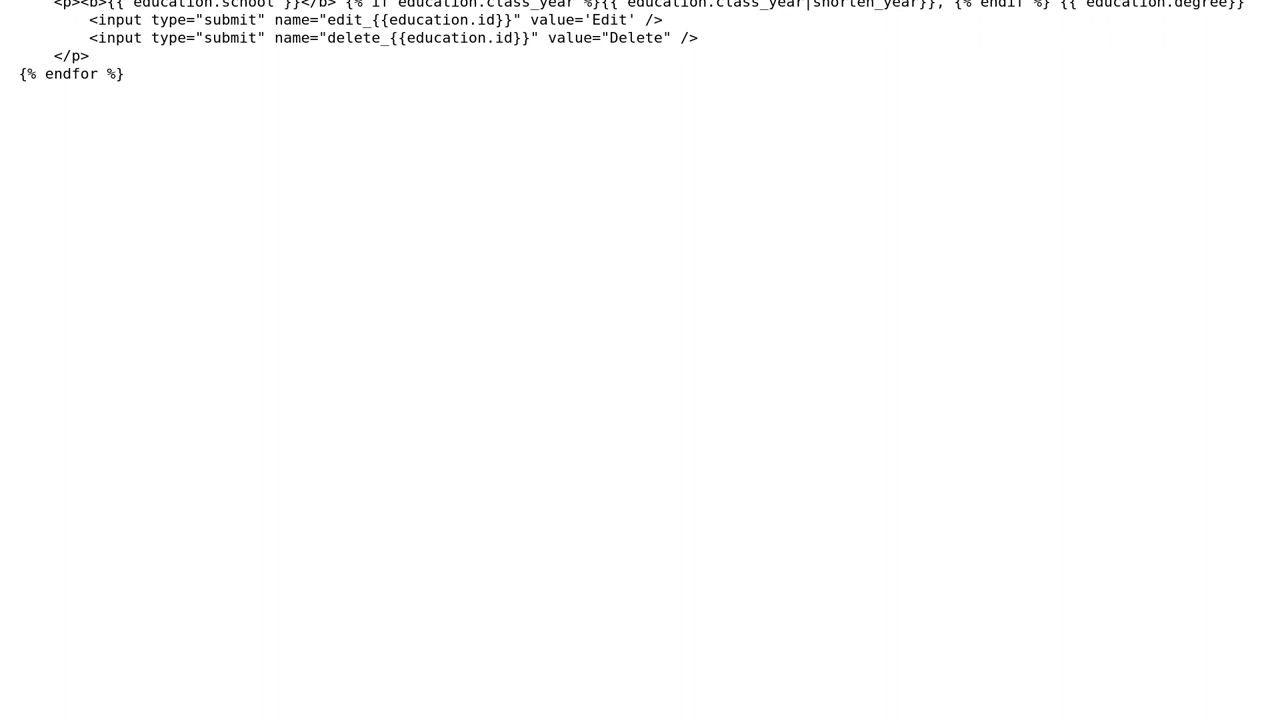 <p><b>{{ education.school }}</b> {% if education.class_year %}{{ education.class_year|shorten_year}}, {% endif %} {{ education.degree}}
<input type="submit" name="edit_{{education.id}}" value='Edit' />
<input type="submit" name="delete_{{education.id}}" value="Delete" />
</p>
{% endfor %}